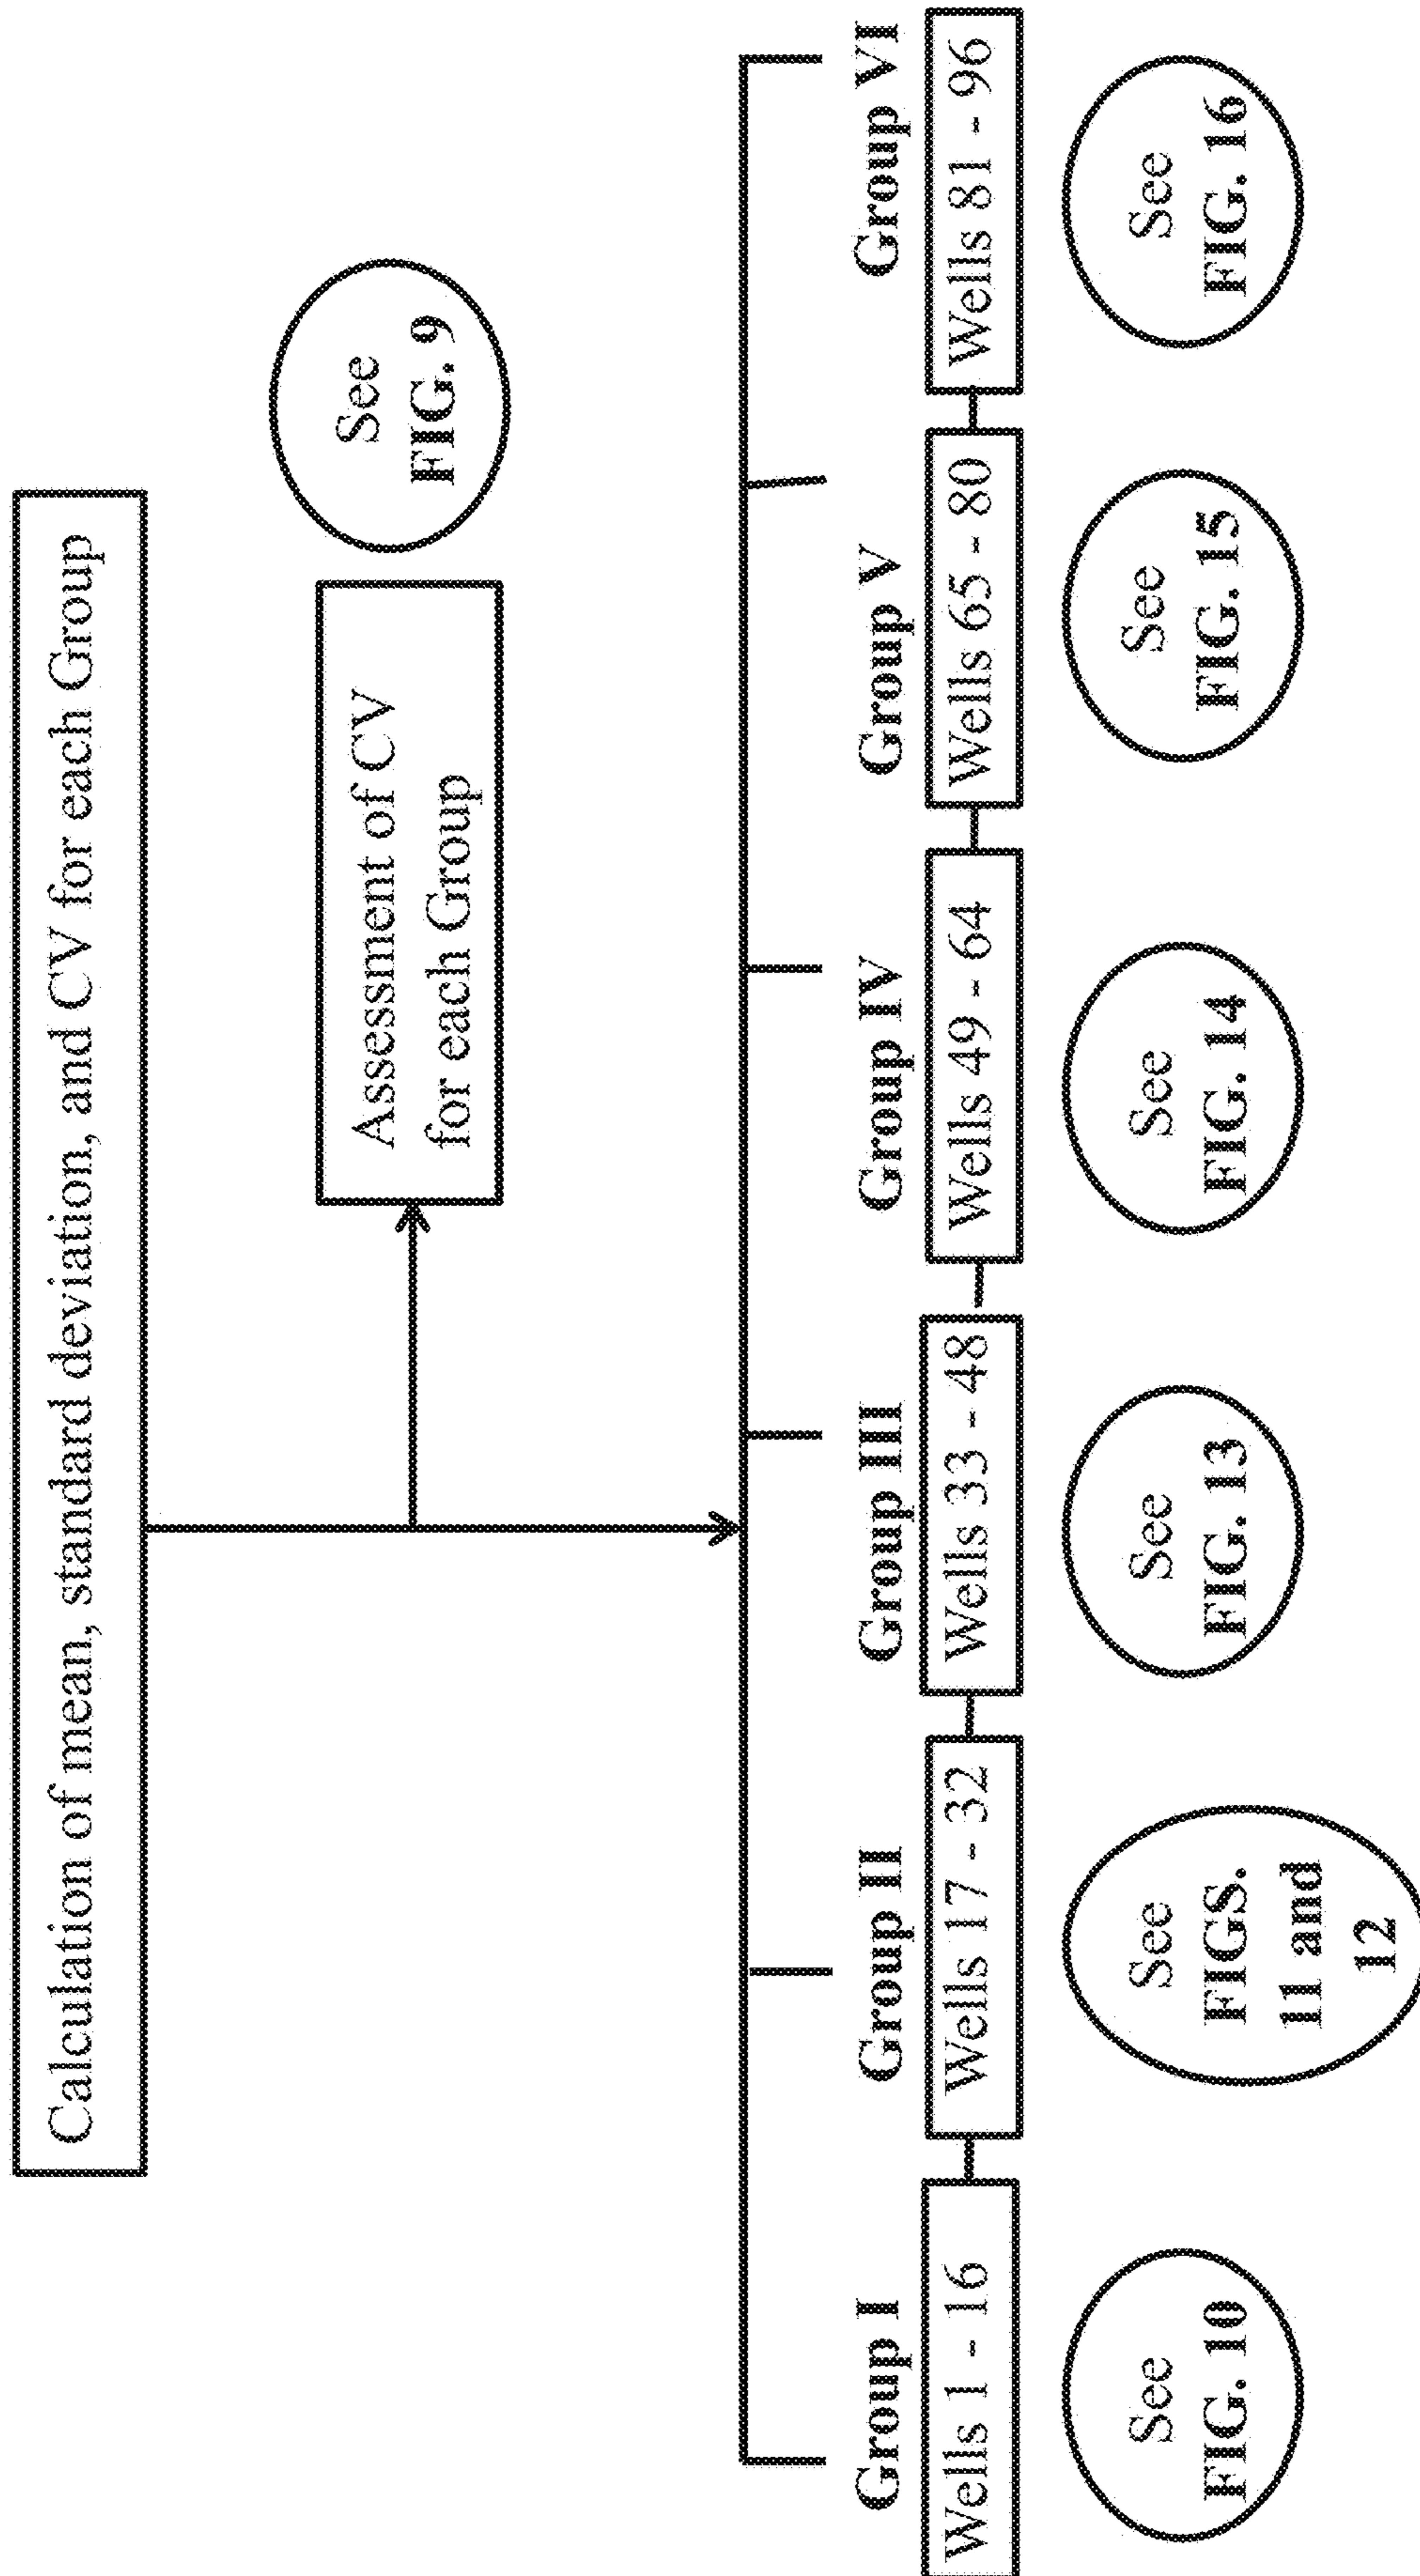 Calculation of mean, standard deviation, and CV for each Group
Assessment of CV
for each Group
See
FIG. 9
Group I
Wells 1 - 16
See
FIG. 10
Group II
Wells 17 - 32
See
FIGS.
11 and
12
Group III
Wells 33 - 48
See
FIG. 13
Group IV
Wells 49 - 64
See
FIG. 14
Group V
Wells 65 - 80
See
FIG. 15
Group VI
Wells 81 - 96
See
FIG. 16